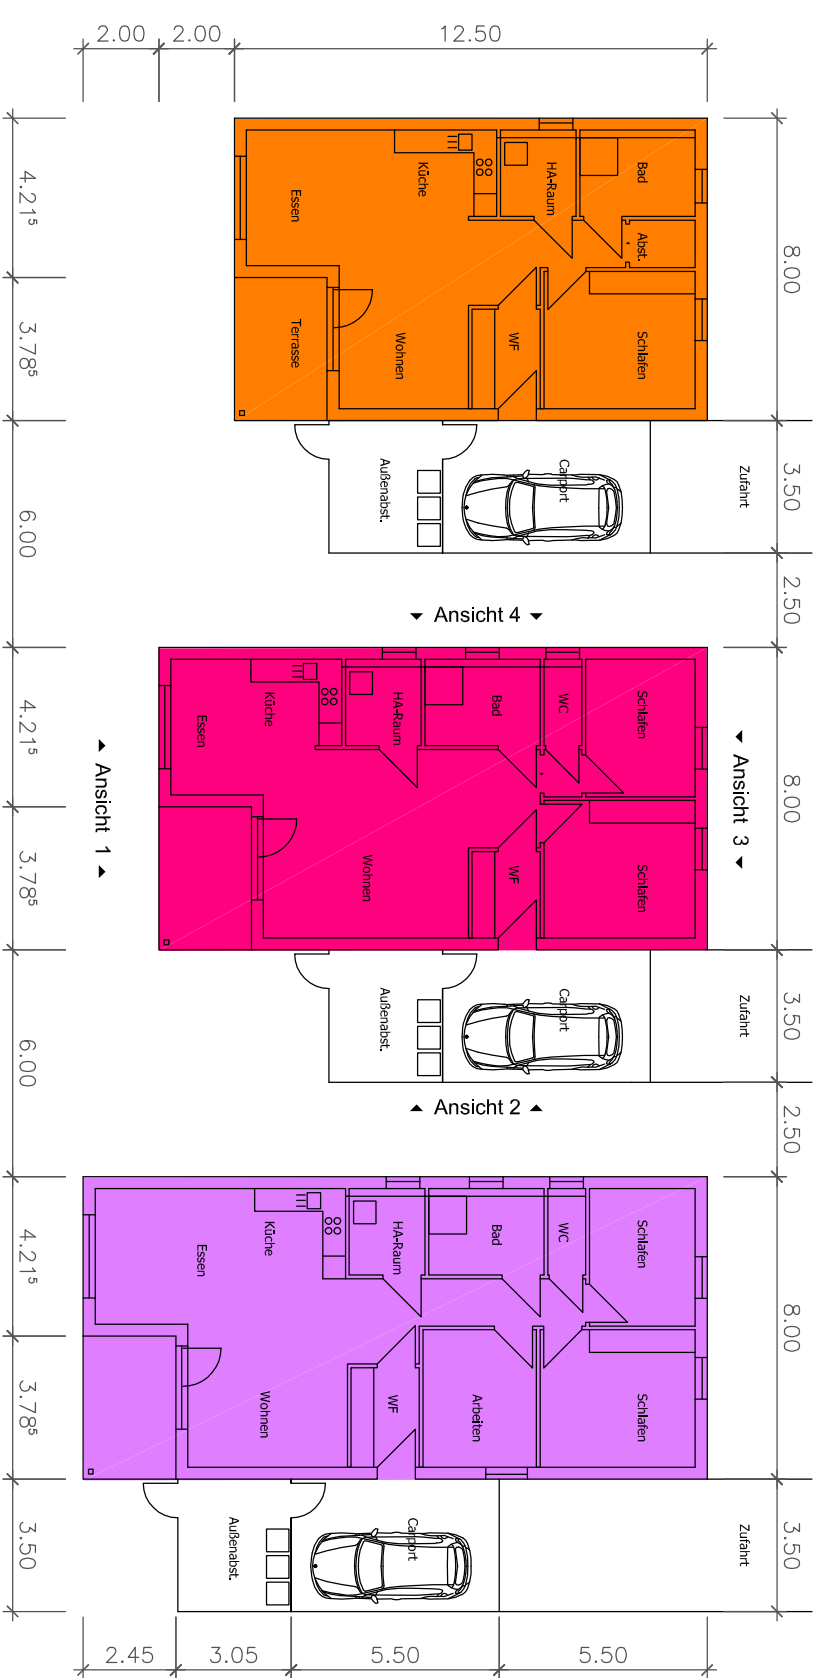 2.00
2.00
12.50
4.21⁵
3.78⁵
6.00
4.21⁵
3.78⁵
6.00
4.21⁵
3.78⁵
3.50
8.00
3.50
2.50
8.00
3.50
2.50
8.00
3.50
Essen
Küche
HA-Raum
Bad
Abst.
Terrasse
Wohnen
WF
Schlafen
Außenabst.
Carport
Zufahrt
Ansicht 4
Essen
Küche
HA-Raum
Bad
WC
Schlafen
Ansicht 1
Ansicht 3
Wohnen
WF
Schlafen
Außenabst.
Carport
Zufahrt
Ansicht 2
Essen
Küche
HA-Raum
Bad
WC
Schlafen
Wohnen
WF
Arbeiten
Schlafen
Außenabst.
Carport
Zufahrt
2.45
3.05
5.50
5.50